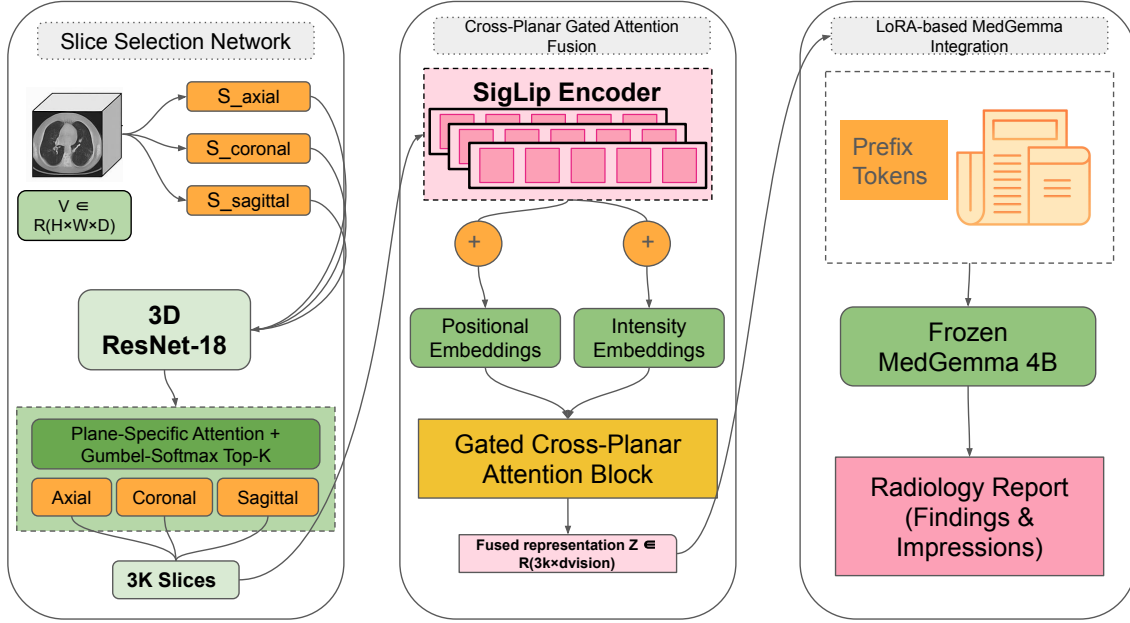 Slice Selection Network
S_axial
S_coronal
S_sagittal
V ∈
R(H×W×D)
3D
ResNet-18
Plane-Specific Attention +
Gumbel-Softmax Top-K
Axial
Coronal
Sagittal
3K Slices
Cross-Planar Gated Attention
Fusion
SigLip Encoder
+
+
Positional
Embeddings
Intensity
Embeddings
Gated Cross-Planar
Attention Block
Fused representation Z ∈
R(3k×dvision)
LoRA-based MedGemma
Integration
Prefix
Tokens
Frozen
MedGemma 4B
Radiology Report
(Findings &
Impressions)